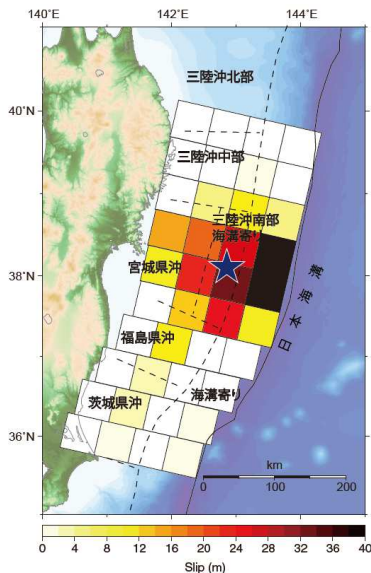 140°E
142°E
144°E
三陸沖北部
40°N
三陸沖中部
三陸沖南部
海溝寄り
38°N
宮城県沖
日本海溝
福島県沖
茨城県沖
海溝寄り
36°N
km
0
100
200
0 4 8 12 16 20 24 28 32 36 40
Slip (m)